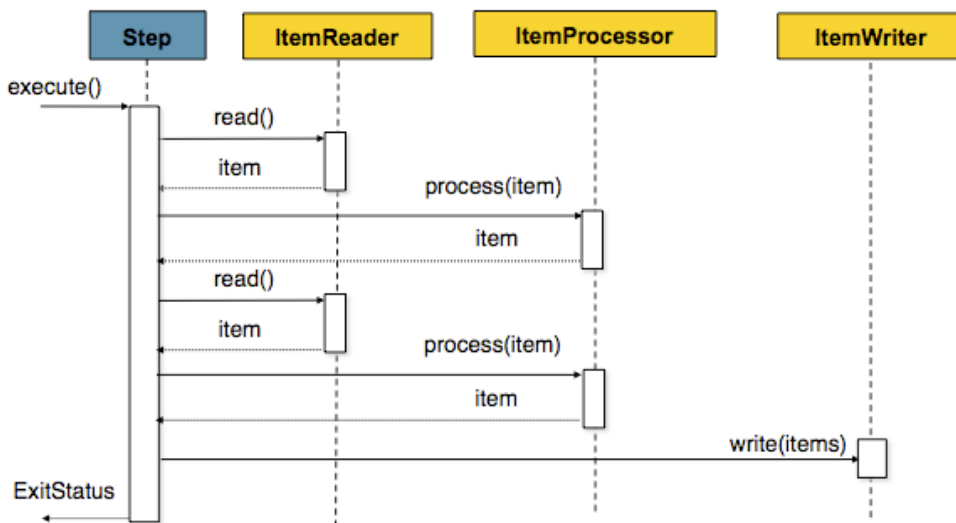 Step
ItemReader
ItemProcessor
ItemWriter
execute()
read()
item
process(item)
item
read()
item
process(item)
item
write(items)
ExitStatus